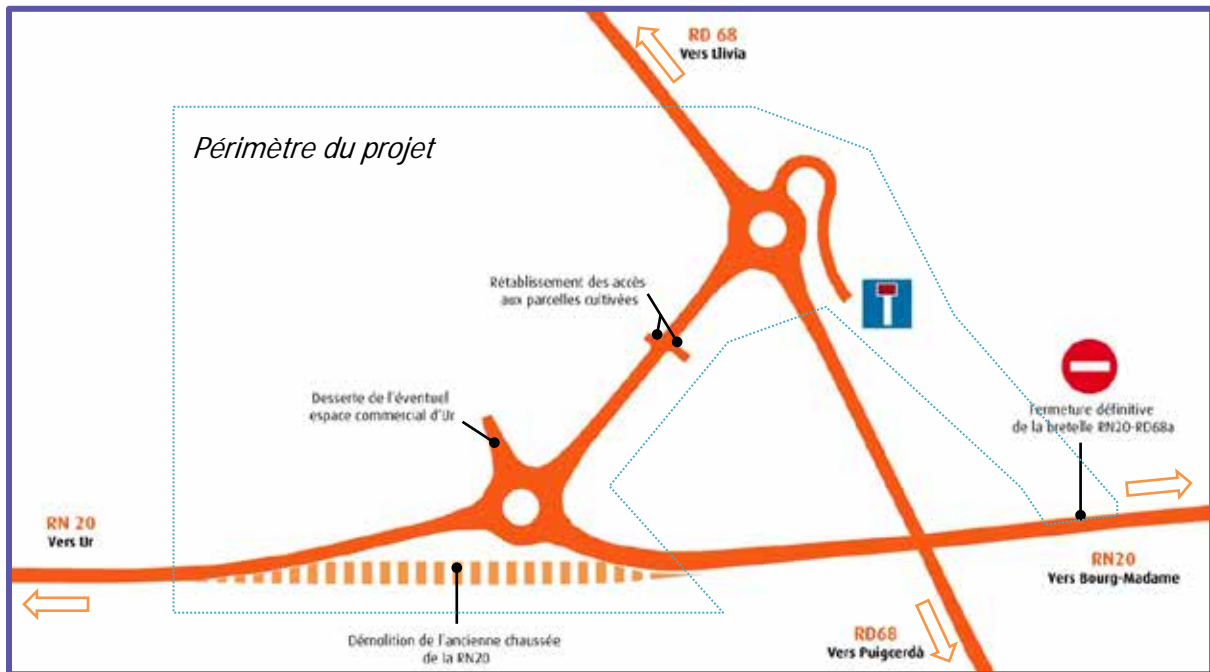 RD 68
Vers Llivia
Périmètre du projet
Rétablissement des accès
aux parcelles cultivées
Desserte de l'éventuel
espace commercial d'Ur
Fermeture définitive
de la bretelle RN20-RD68a
RN 20
Vers Ur
RN20
Vers Bourg-Madame
Démolition de l'ancienne chaussée
de la RN20
RD68
Vers Puigcerdà